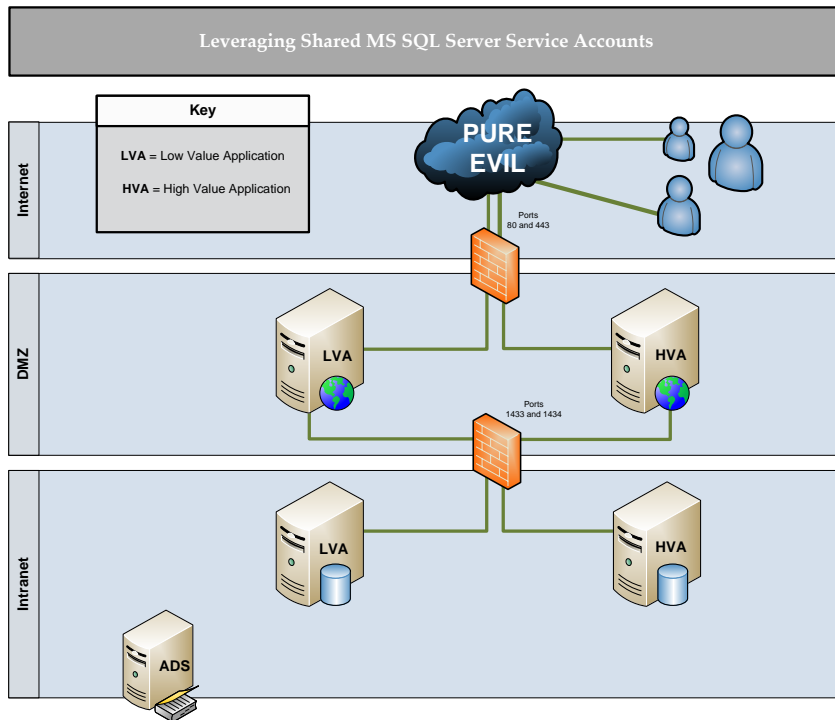 Leveraging Shared MS SQL Server Service Accounts
Key
LVA = Low Value Application
HVA = High Value Application
Internet
PURE
EVIL
Ports
80 and 443
DMZ
LVA
HVA
Ports
1433 and 1434
Intranet
LVA
HVA
ADS